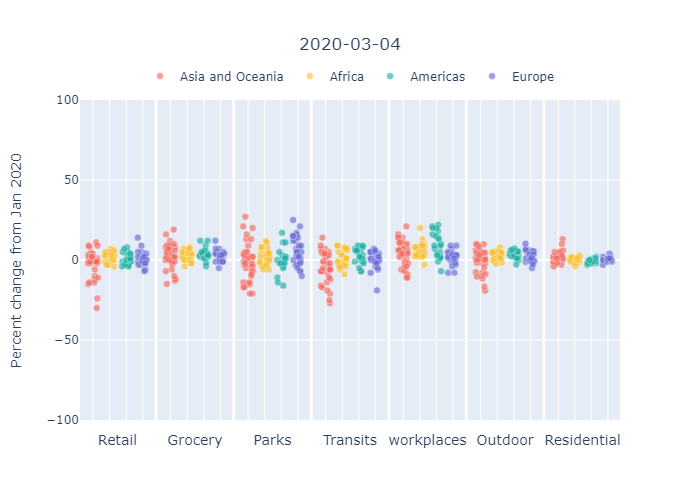 2020-03-04
Asia and Oceania Africa Americas Europe
Percent change from Jan 2020
100
50
0
−50
−100
Retail Grocery Parks Transits workplaces Outdoor Residential